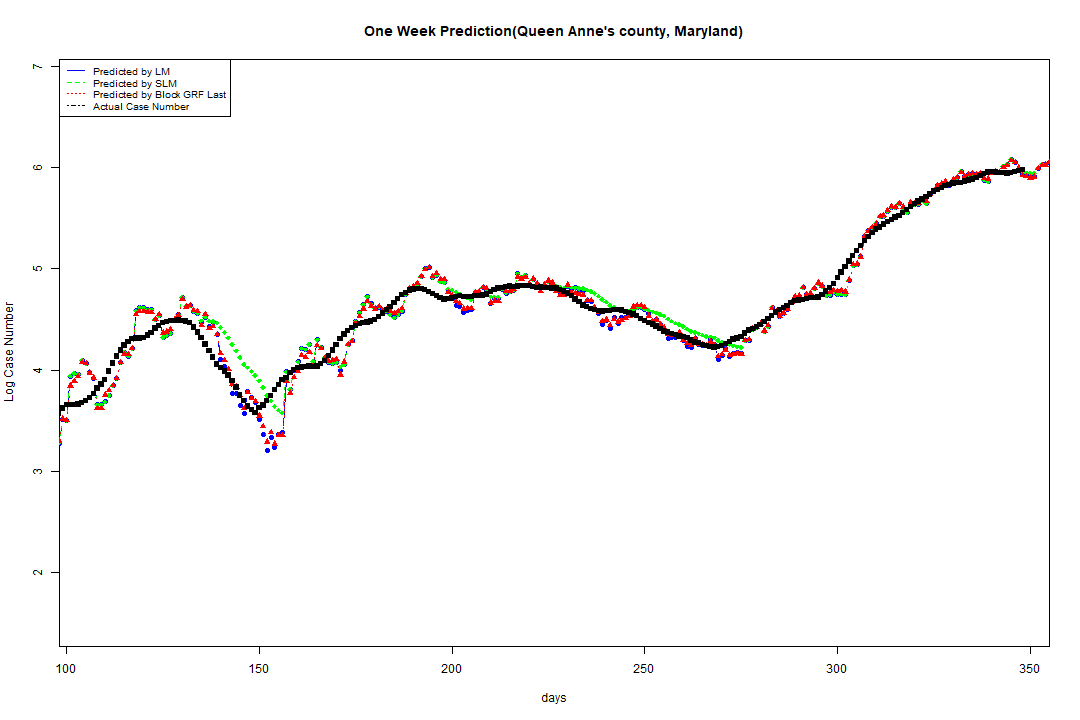 One Week Prediction(Queen Anne's county, Maryland)
Predicted by LM
Predicted by SLM
Predicted by Block GRF Last
Actual Case Number
Log Case Number
7
6
5
4
3
2
100 150 200 250 300 350
days